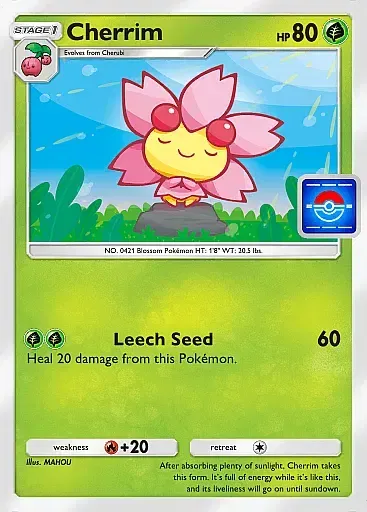 STAGE 1
Cherrim
HP 80
Evolves from Cherubi
NO. 0421 Blossom Pokémon HT: 1'8" WT: 20.5 lbs.
Leech Seed 60
Heal 20 damage from this Pokémon.
weakness +20 retreat
Illus. MAHOU
After absorbing plenty of sunlight, Cherrim takes
this form. It's full of energy while it's like this,
and its liveliness will go on until sundown.